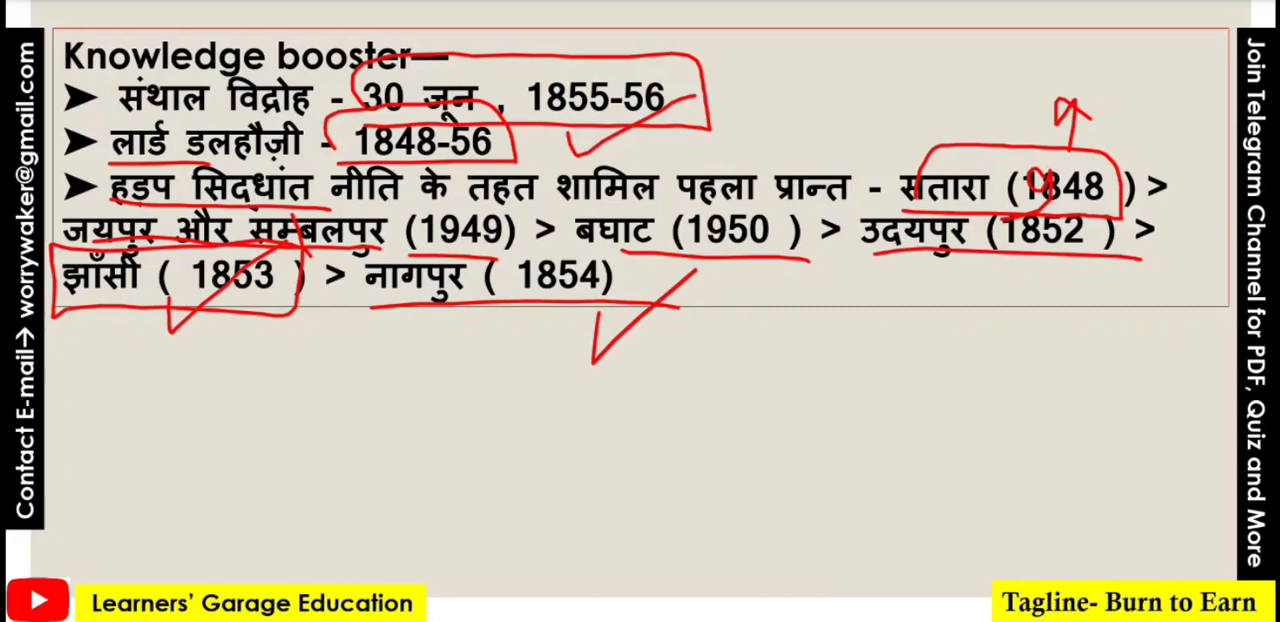 Knowledge booster—
➤ संथाल विद्रोह - 30 जून , 1855-56
➤ लार्ड डलहौज़ी - 1848-56
➤ हडप सिद्धांत नीति के तहत शामिल पहला प्रान्त - सतारा (1848 ) >
जयपुर और सम्बलपुर (1949) > बघाट (1950 ) > उदयपुर (1852 ) >
झाँसी ( 1853 ) > नागपुर ( 1854)
Contact E-mail→ worrywaker@gmail.com
Join Telegram Channel for PDF, Quiz and More
Learners’ Garage Education
Tagline- Burn to Earn